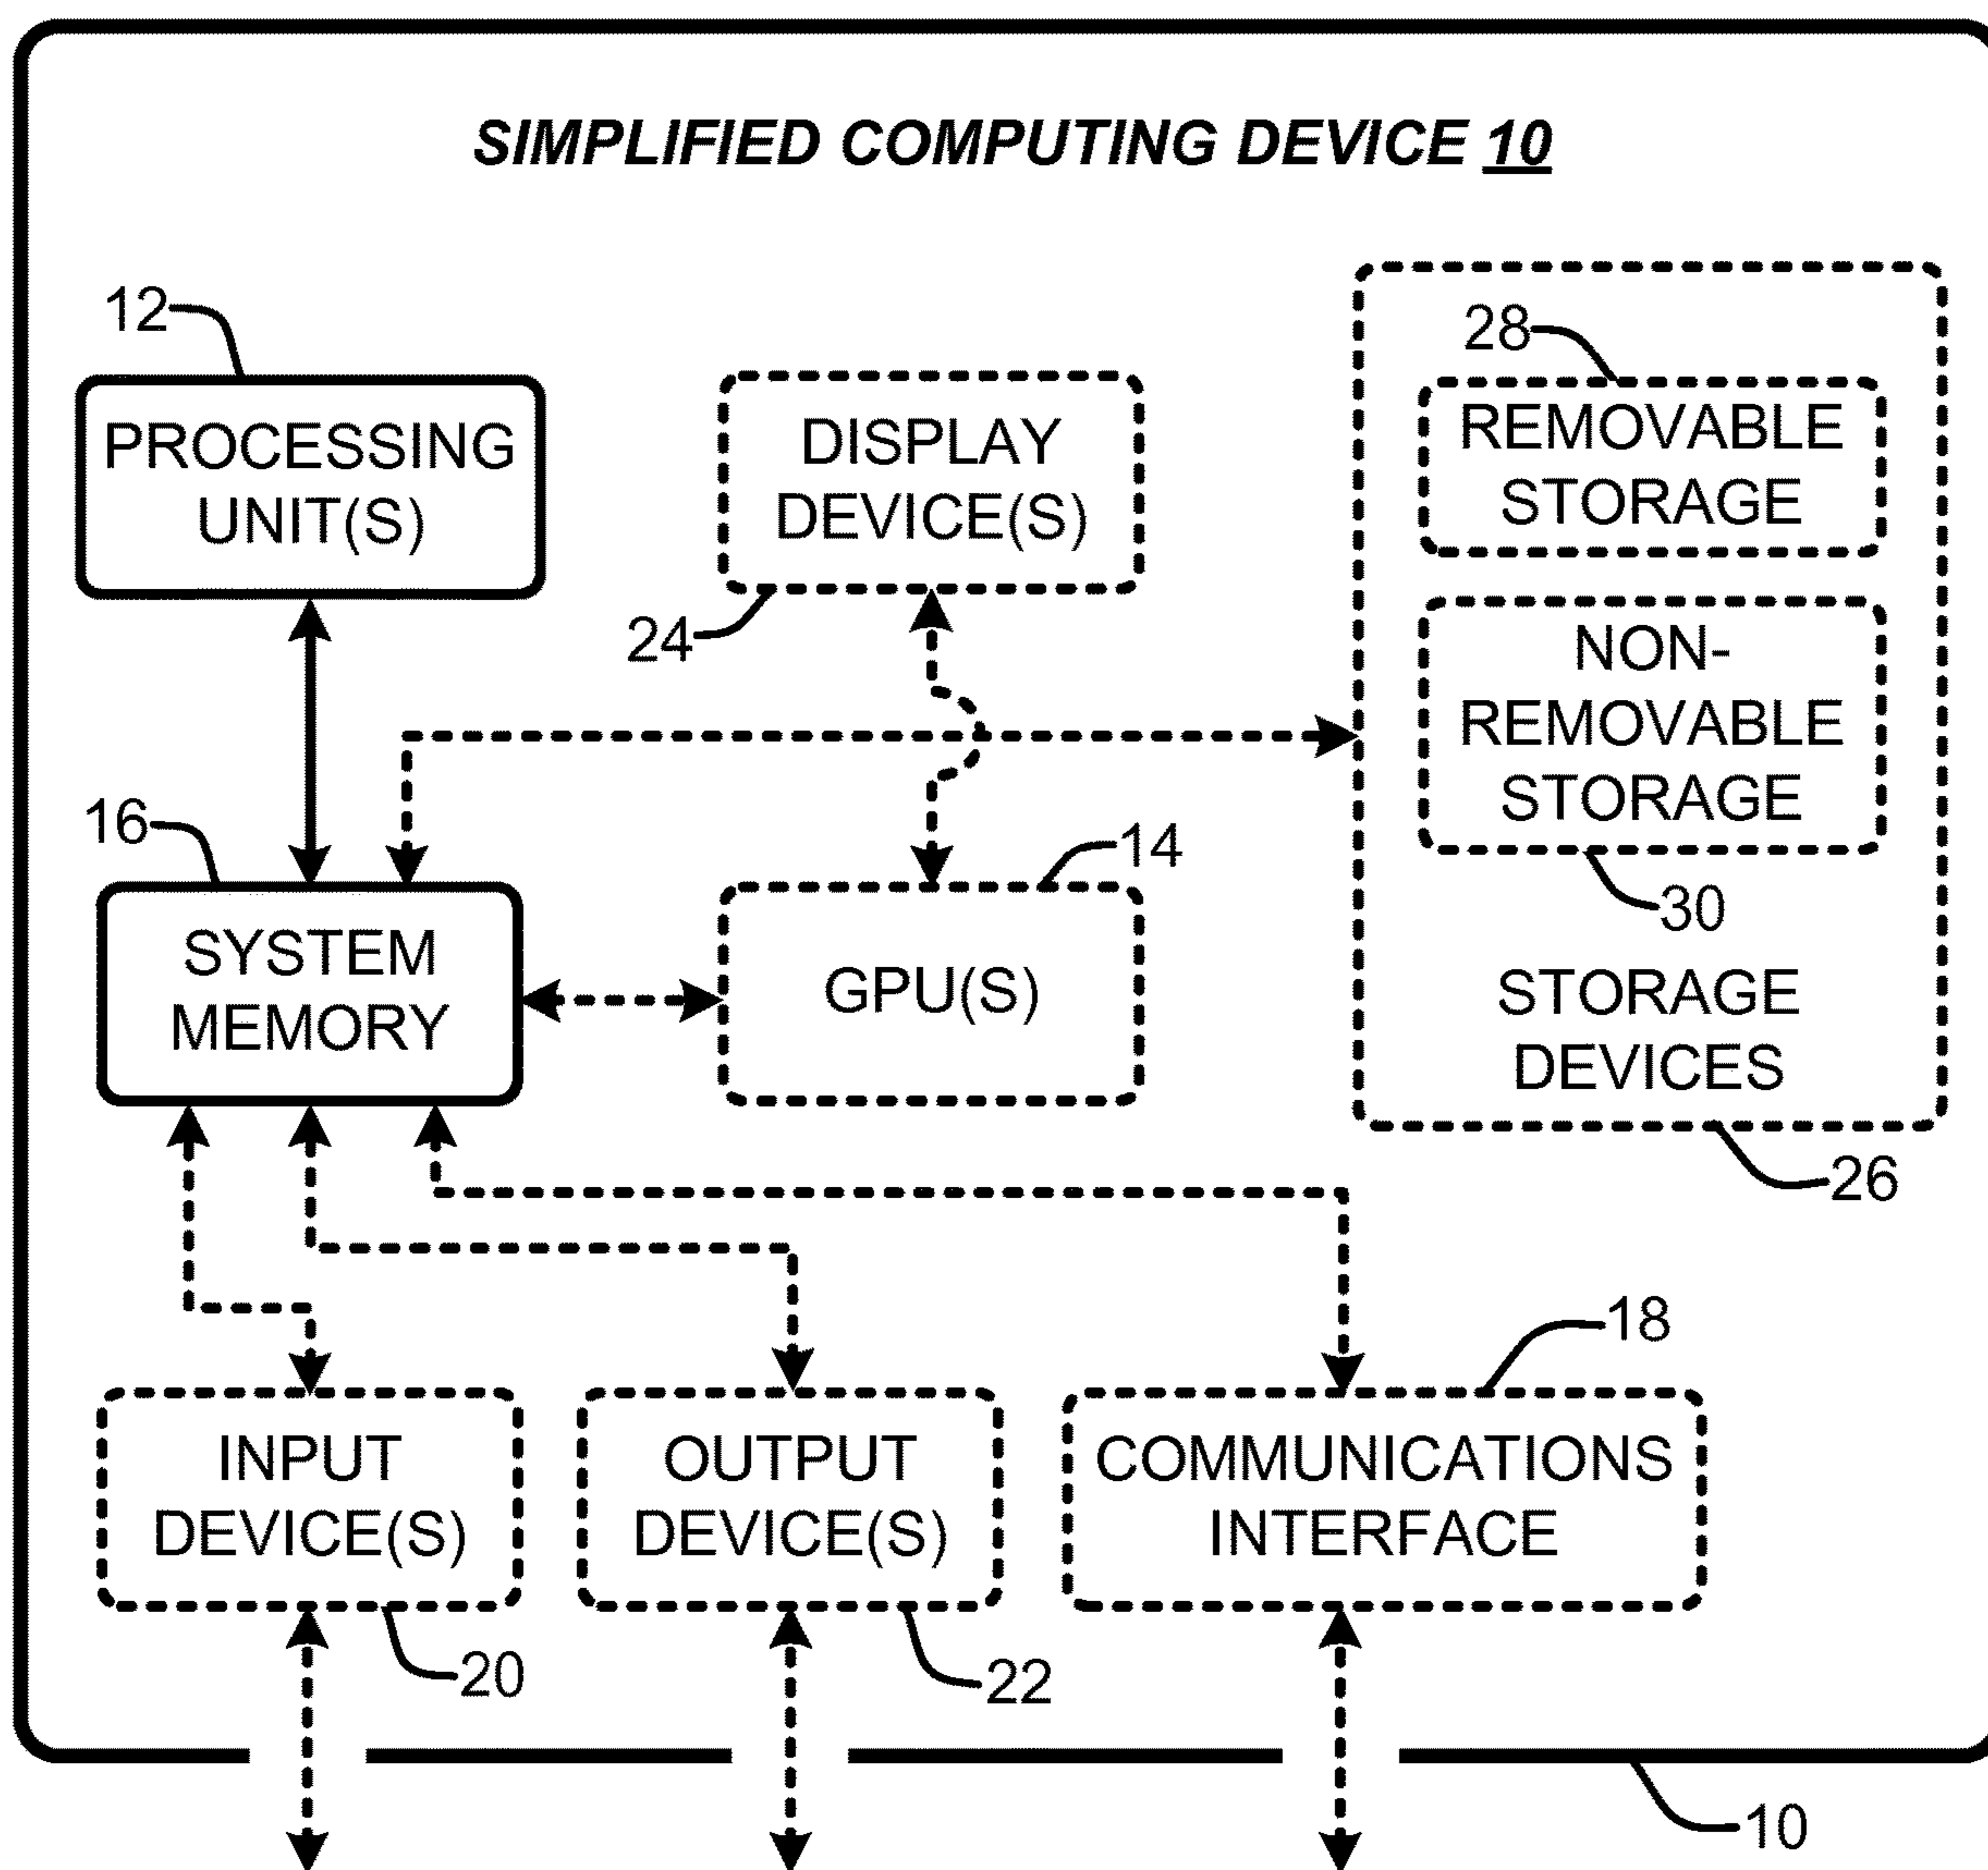 SIMPLIFIED COMPUTING DEVICE 10
12
PROCESSING
UNIT(S)
DISPLAY
DEVICE(S)
24
28
REMOVABLE
STORAGE
NON-
REMOVABLE
STORAGE
30
STORAGE
DEVICES
26
16
SYSTEM
MEMORY
14
GPU(S)
INPUT
DEVICE(S)
20
OUTPUT
DEVICE(S)
22
18
COMMUNICATIONS
INTERFACE
10